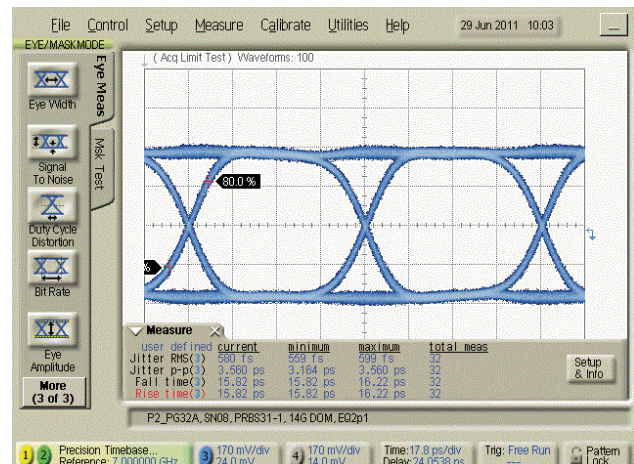 File Control Setup Measure Calibrate Utilities Help 29 Jun 2011 10:03
EYE/MASK MODE
( Acq Limit Test ) Waveforms: 100
Eye Meas
Msk Test
Eye Width
Signal
To Noise
Duty Cycle
Distortion
Bit Rate
Eye
Amplitude
More
(3 of 3)
80.0 %
%
Measure
user defined current minimum maximum total meas
Jitter RMS(3) 580 fs 559 fs 599 fs 32
Jitter p-p(3) 3.560 ps 3.164 ps 3.560 ps 32
Fall time(3) 15.82 ps 15.82 ps 16.22 ps 32
Rise time(3) 15.82 ps 15.82 ps 16.22 ps 32
Setup
& Info
P2_PG32A, SN08, PRBS31-1, 14G DOM, EQ2p1
1 2 Precision Timebase...
Reference: 7.000000 GHz
3 170 mV/div
24.0 mV
4 170 mV/div
14.0 mV
Time:17.8 ps/div
Delay:24.0538 ns
Trig: Free Run
---
Pattern
Lock